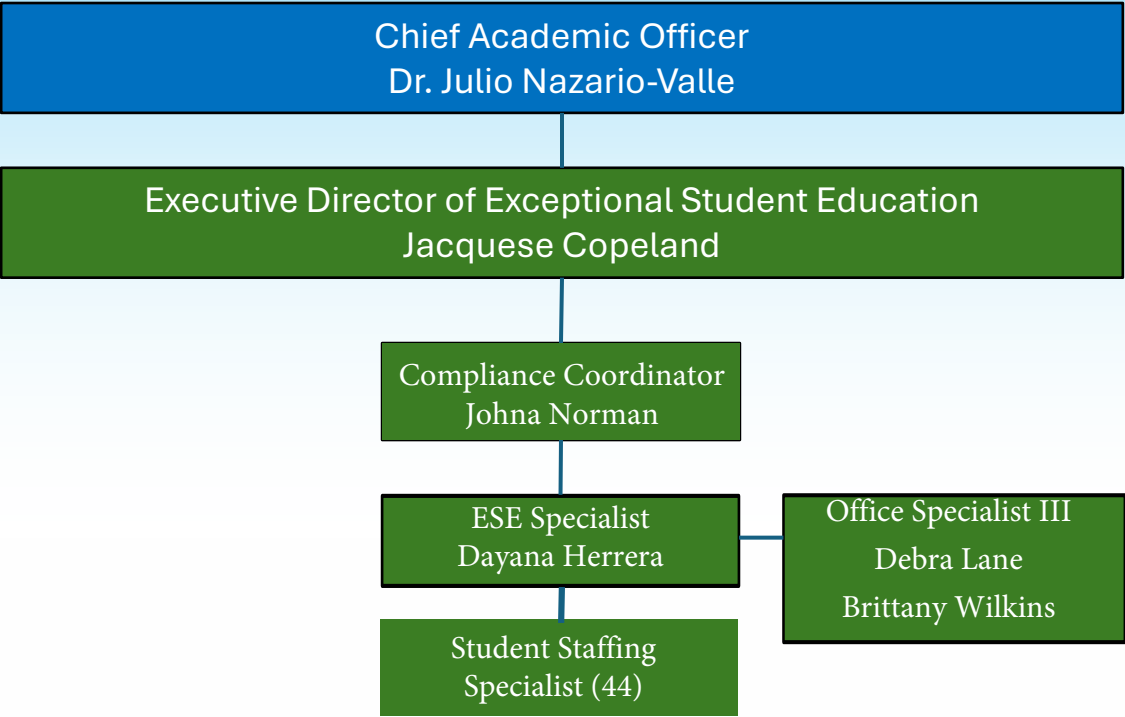 Chief Academic Officer
Dr. Julio Nazario-Valle
Executive Director of Exceptional Student Education
Jacquese Copeland
Compliance Coordinator
Johna Norman
ESE Specialist
Dayana Herrera
Office Specialist III
Debra Lane
Brittany Wilkins
Student Staffing
Specialist (44)